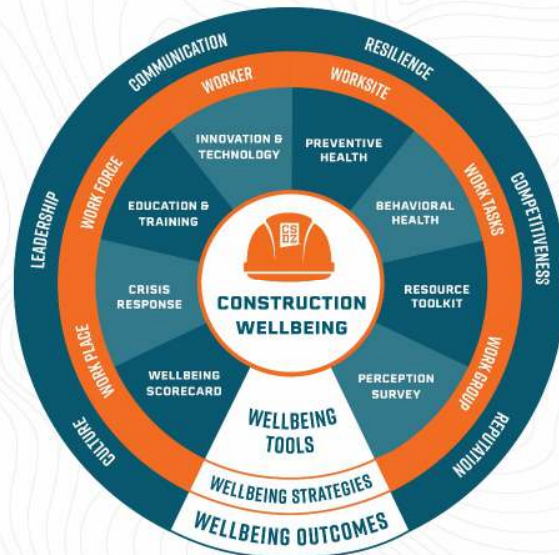 COMMUNICATION
RESILIENCE
WORKER
WORKSITE
INNOVATION &
TECHNOLOGY
PREVENTIVE
HEALTH
LEADERSHIP
WORK FORCE
EDUCATION &
TRAINING
BEHAVIORAL
HEALTH
WORK TASKS
COMPETITIVENESS
CS
DZ
CONSTRUCTION
WELLBEING
CRISIS
RESPONSE
RESOURCE
TOOLKIT
WORK PLACE
WELLBEING
SCORECARD
PERCEPTION
SURVEY
WORK GROUP
CULTURE
REPUTATION
WELLBEING
TOOLS
WELLBEING STRATEGIES
WELLBEING OUTCOMES